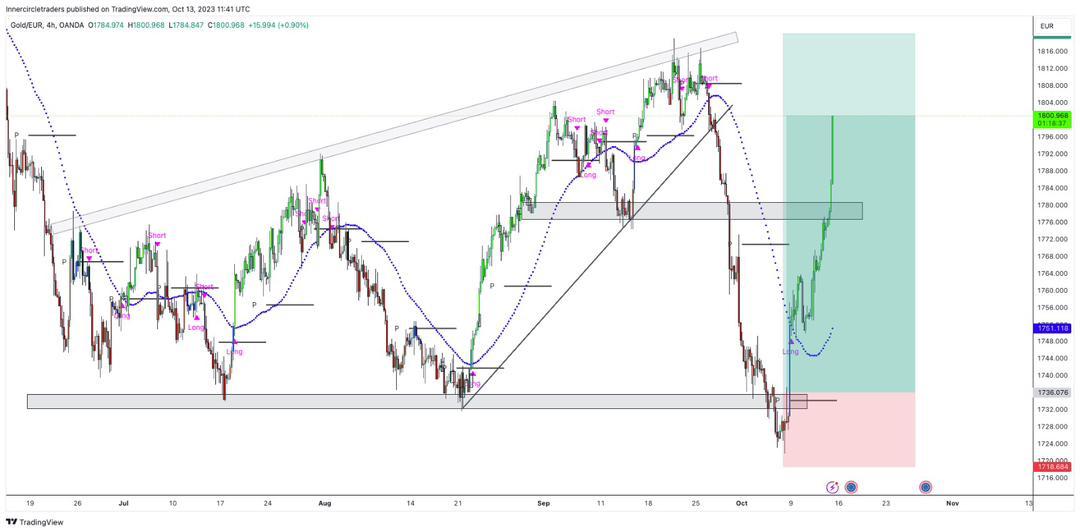 Innercircletraders published on TradingView.com, Oct 13, 2023 11:41 UTC
Gold/EUR, 4h, OANDA O1784.974 H1800.968 L1784.847 C1800.968 +15.994 (+0.90%)
EUR
1816.000
1812.000
1808.000
1804.000
1800.968
01:18:37
1796.000
1792.000
1788.000
1784.000
1780.000
1776.000
1772.000
1768.000
1764.000
1760.000
1756.000
1751.118
1748.000
1744.000
1740.000
1736.076
1732.000
1728.000
1724.000
1720.000
1718.684
1716.000
P
Short
Short
Short
Short
Short
Long
Long
Long
P
P
P
P
P
Short
Short
Short
Long
P
P
Long
Long
P
19
26
Jul
10
17
24
Aug
14
21
Sep
11
18
25
Oct
9
16
23
Nov
13
TradingView